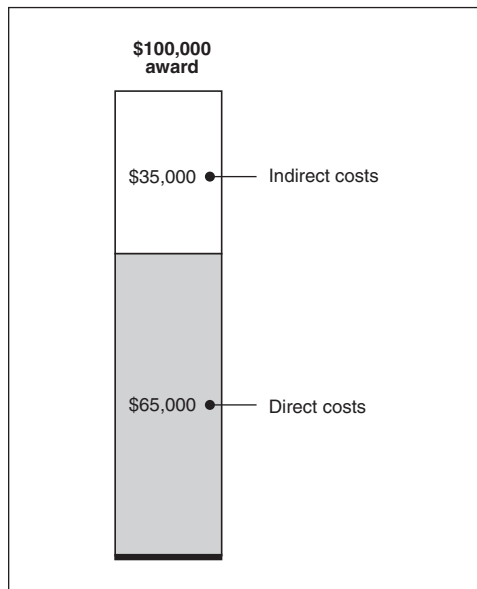 $100,000
award
$35,000
Indirect costs
$65,000
Direct costs